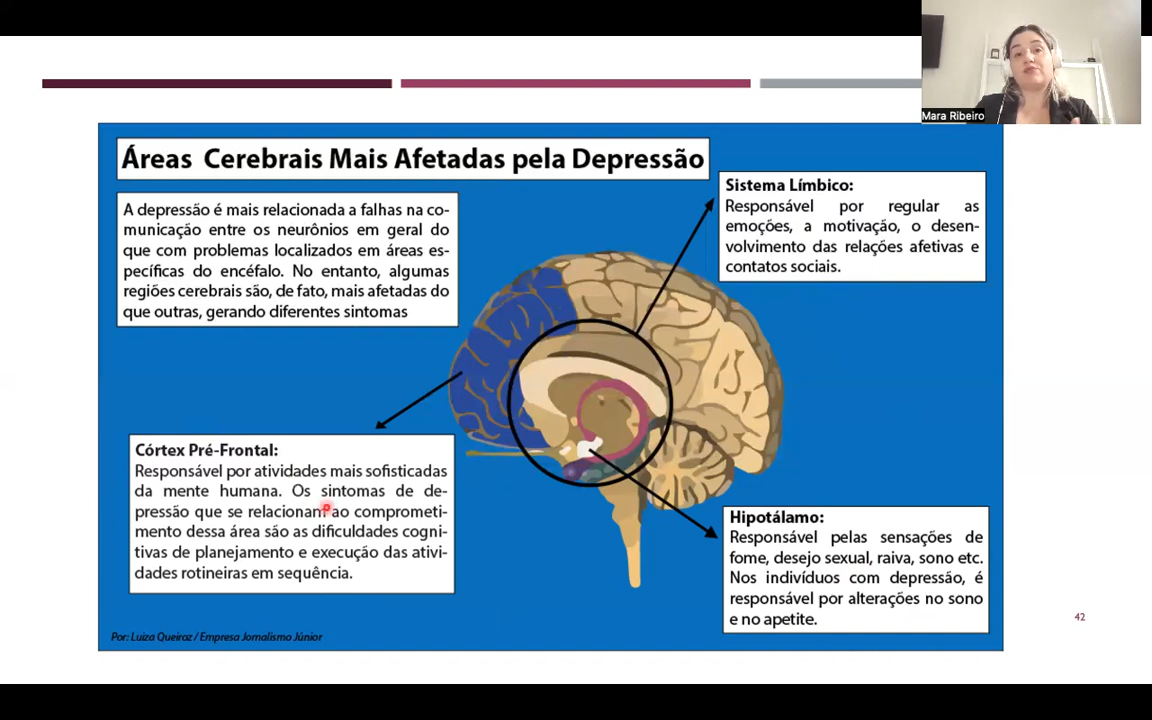 Mara Ribeiro
Áreas Cerebrais Mais Afetadas pela Depressão
A depressão é mais relacionada a falhas na co-
municação entre os neurônios em geral do
que com problemas localizados em áreas es-
pecíficas do encéfalo. No entanto, algumas
regiões cerebrais são, de fato, mais afetadas do
que outras, gerando diferentes sintomas
Sistema Límbico:
Responsável por regular as
emoções, a motivação, o desen-
volvimento das relações afetivas e
contatos sociais.
Córtex Pré-Frontal:
Responsável por atividades mais sofisticadas
da mente humana. Os sintomas de de-
pressão que se relacionam ao comprometi-
mento dessa área são as dificuldades cogni-
tivas de planejamento e execução das ativi-
dades rotineiras em sequência.
Hipotálamo:
Responsável pelas sensações de
fome, desejo sexual, raiva, sono etc.
Nos indivíduos com depressão, é
responsável por alterações no sono
e no apetite.
Por: Luiza Queiroz / Empresa Jornalismo Júnior
42